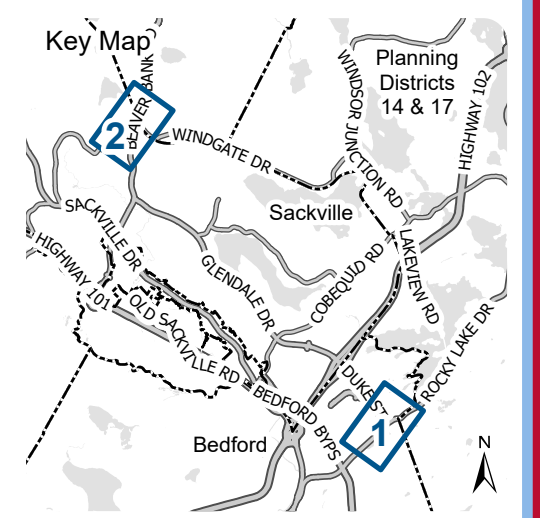 Key Map
BEAVER BANK
2
WINDGATE DR
WINDSOR JUNCTION RD
Planning
Districts
14 & 17
HIGHWAY 102
Sackville
SACKVILLE DR
HIGHWAY 101
OLD SACKVILLE RD
GLENDALE DR
COBEQUID RD
LAKEVIEW RD
DUKE ST
ROCKY LAKE DR
BEDFORD BYPS
1
Bedford
N